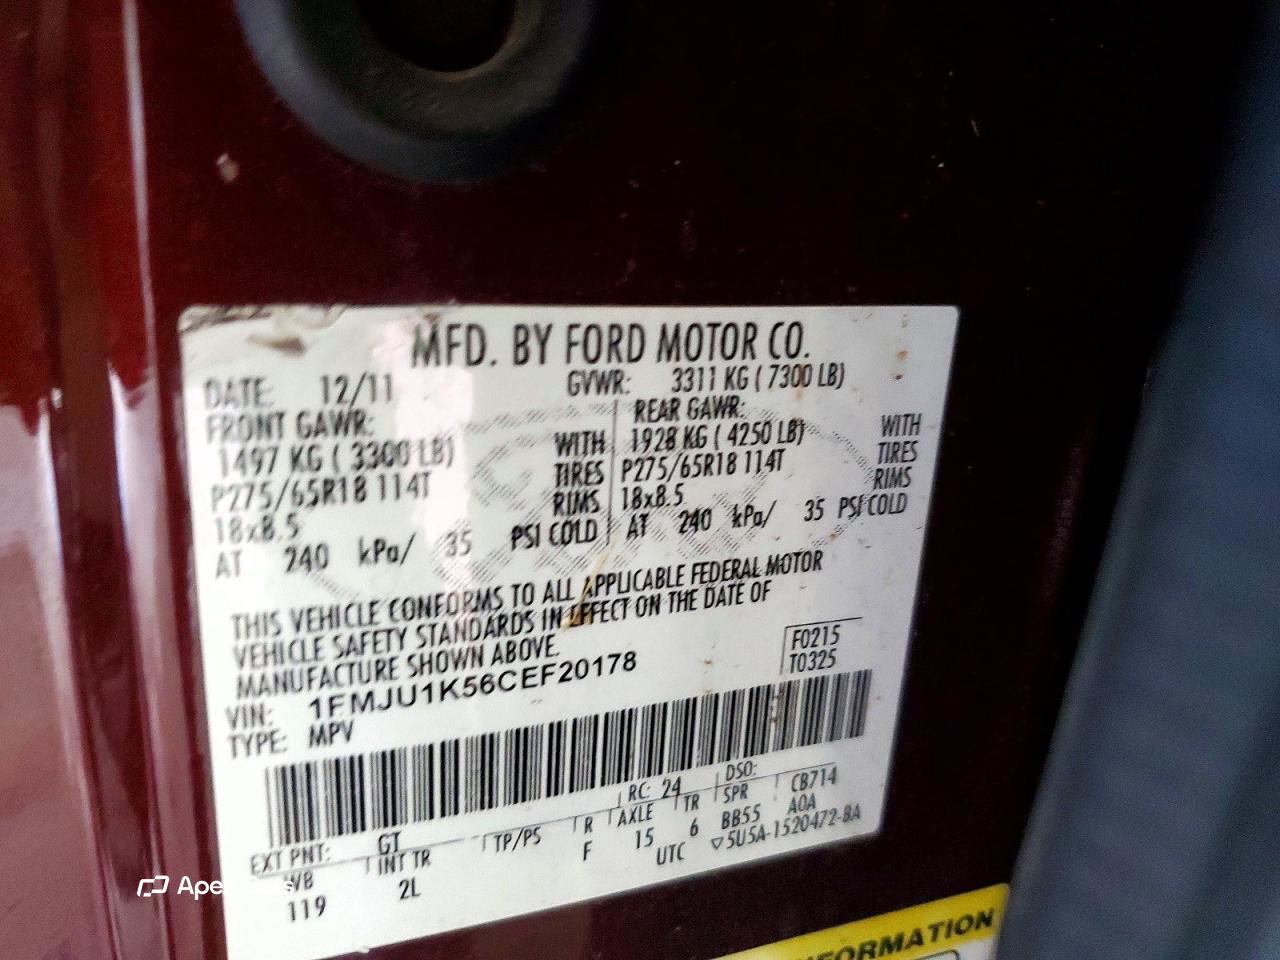 MFD. BY FORD MOTOR CO.
DATE: 12/11 GVWR: 3311 KG ( 7300 LB)
FRONT GAWR: REAR GAWR:
1497 KG ( 3300 LB) WITH 1928 KG ( 4250 LB) WITH
P275/65R18 114T TIRES P275/65R18 114T TIRES
18x8.5 RIMS 18x8.5 RIMS
AT 240 kPa/ 35 PSI COLD AT 240 kPa/ 35 PSI COLD
THIS VEHICLE CONFORMS TO ALL APPLICABLE FEDERAL MOTOR
VEHICLE SAFETY STANDARDS IN EFFECT ON THE DATE OF
MANUFACTURE SHOWN ABOVE.
F0215
T0325
VIN: 1FMJU1K56CEF20178
TYPE: MPV
EXT PNT: GT RC: 24 DSO: CB714
WB INT TR TP/PS R AXLE TR SPR A0A
119 2L F 15 6 BB55
UTC ▽5U5A-1520472-BA